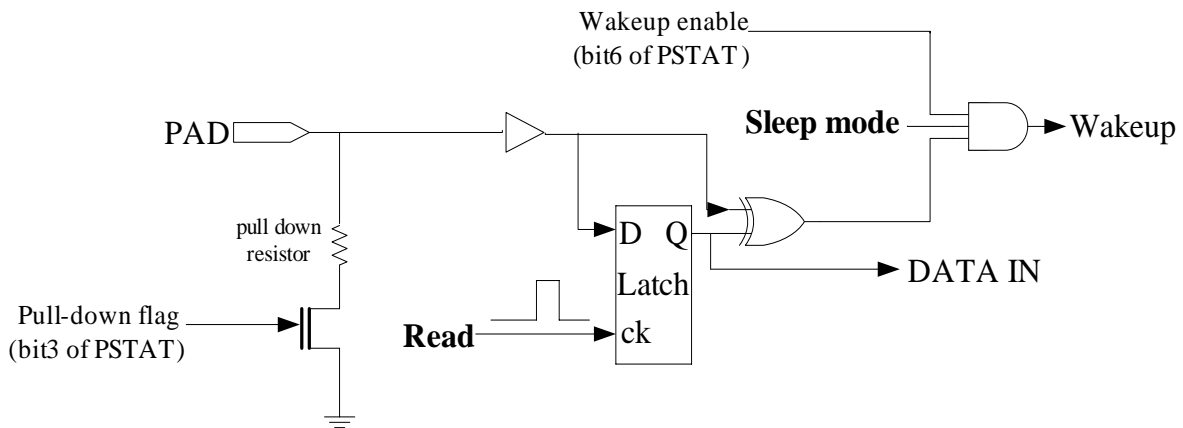 Wakeup enable
(bit6 of PSTAT)
PAD
Sleep mode
Wakeup
pull down
resistor
D Q
Latch
ck
DATA IN
Pull-down flag
(bit3 of PSTAT)
Read